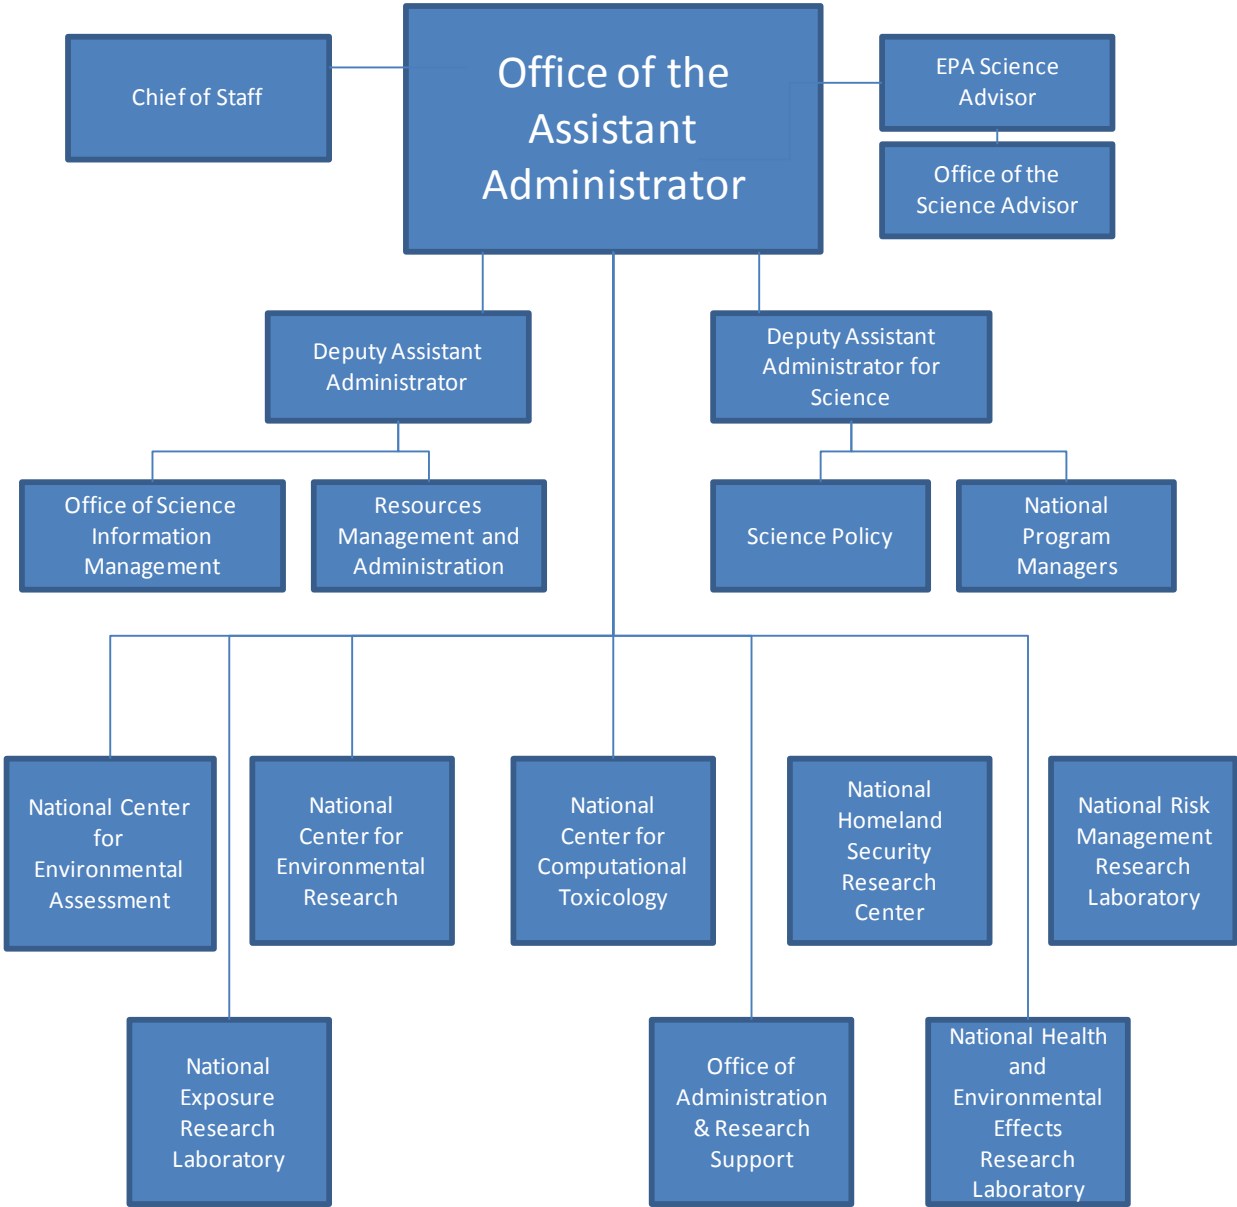 Chief of Staff
Office of the
Assistant
Administrator
EPA Science
Advisor
Office of the
Science Advisor
Deputy Assistant
Administrator
Deputy Assistant
Administrator for
Science
Office of Science
Information
Management
Resources
Management and
Administration
Science Policy
National
Program
Managers
National Center
for
Environmental
Assessment
National
Center for
Environmental
Research
National
Center for
Computational
Toxicology
National
Homeland
Security
Research
Center
National Risk
Management
Research
Laboratory
National
Exposure
Research
Laboratory
Office of
Administration
& Research
Support
National Health
and
Environmental
Effects
Research
Laboratory